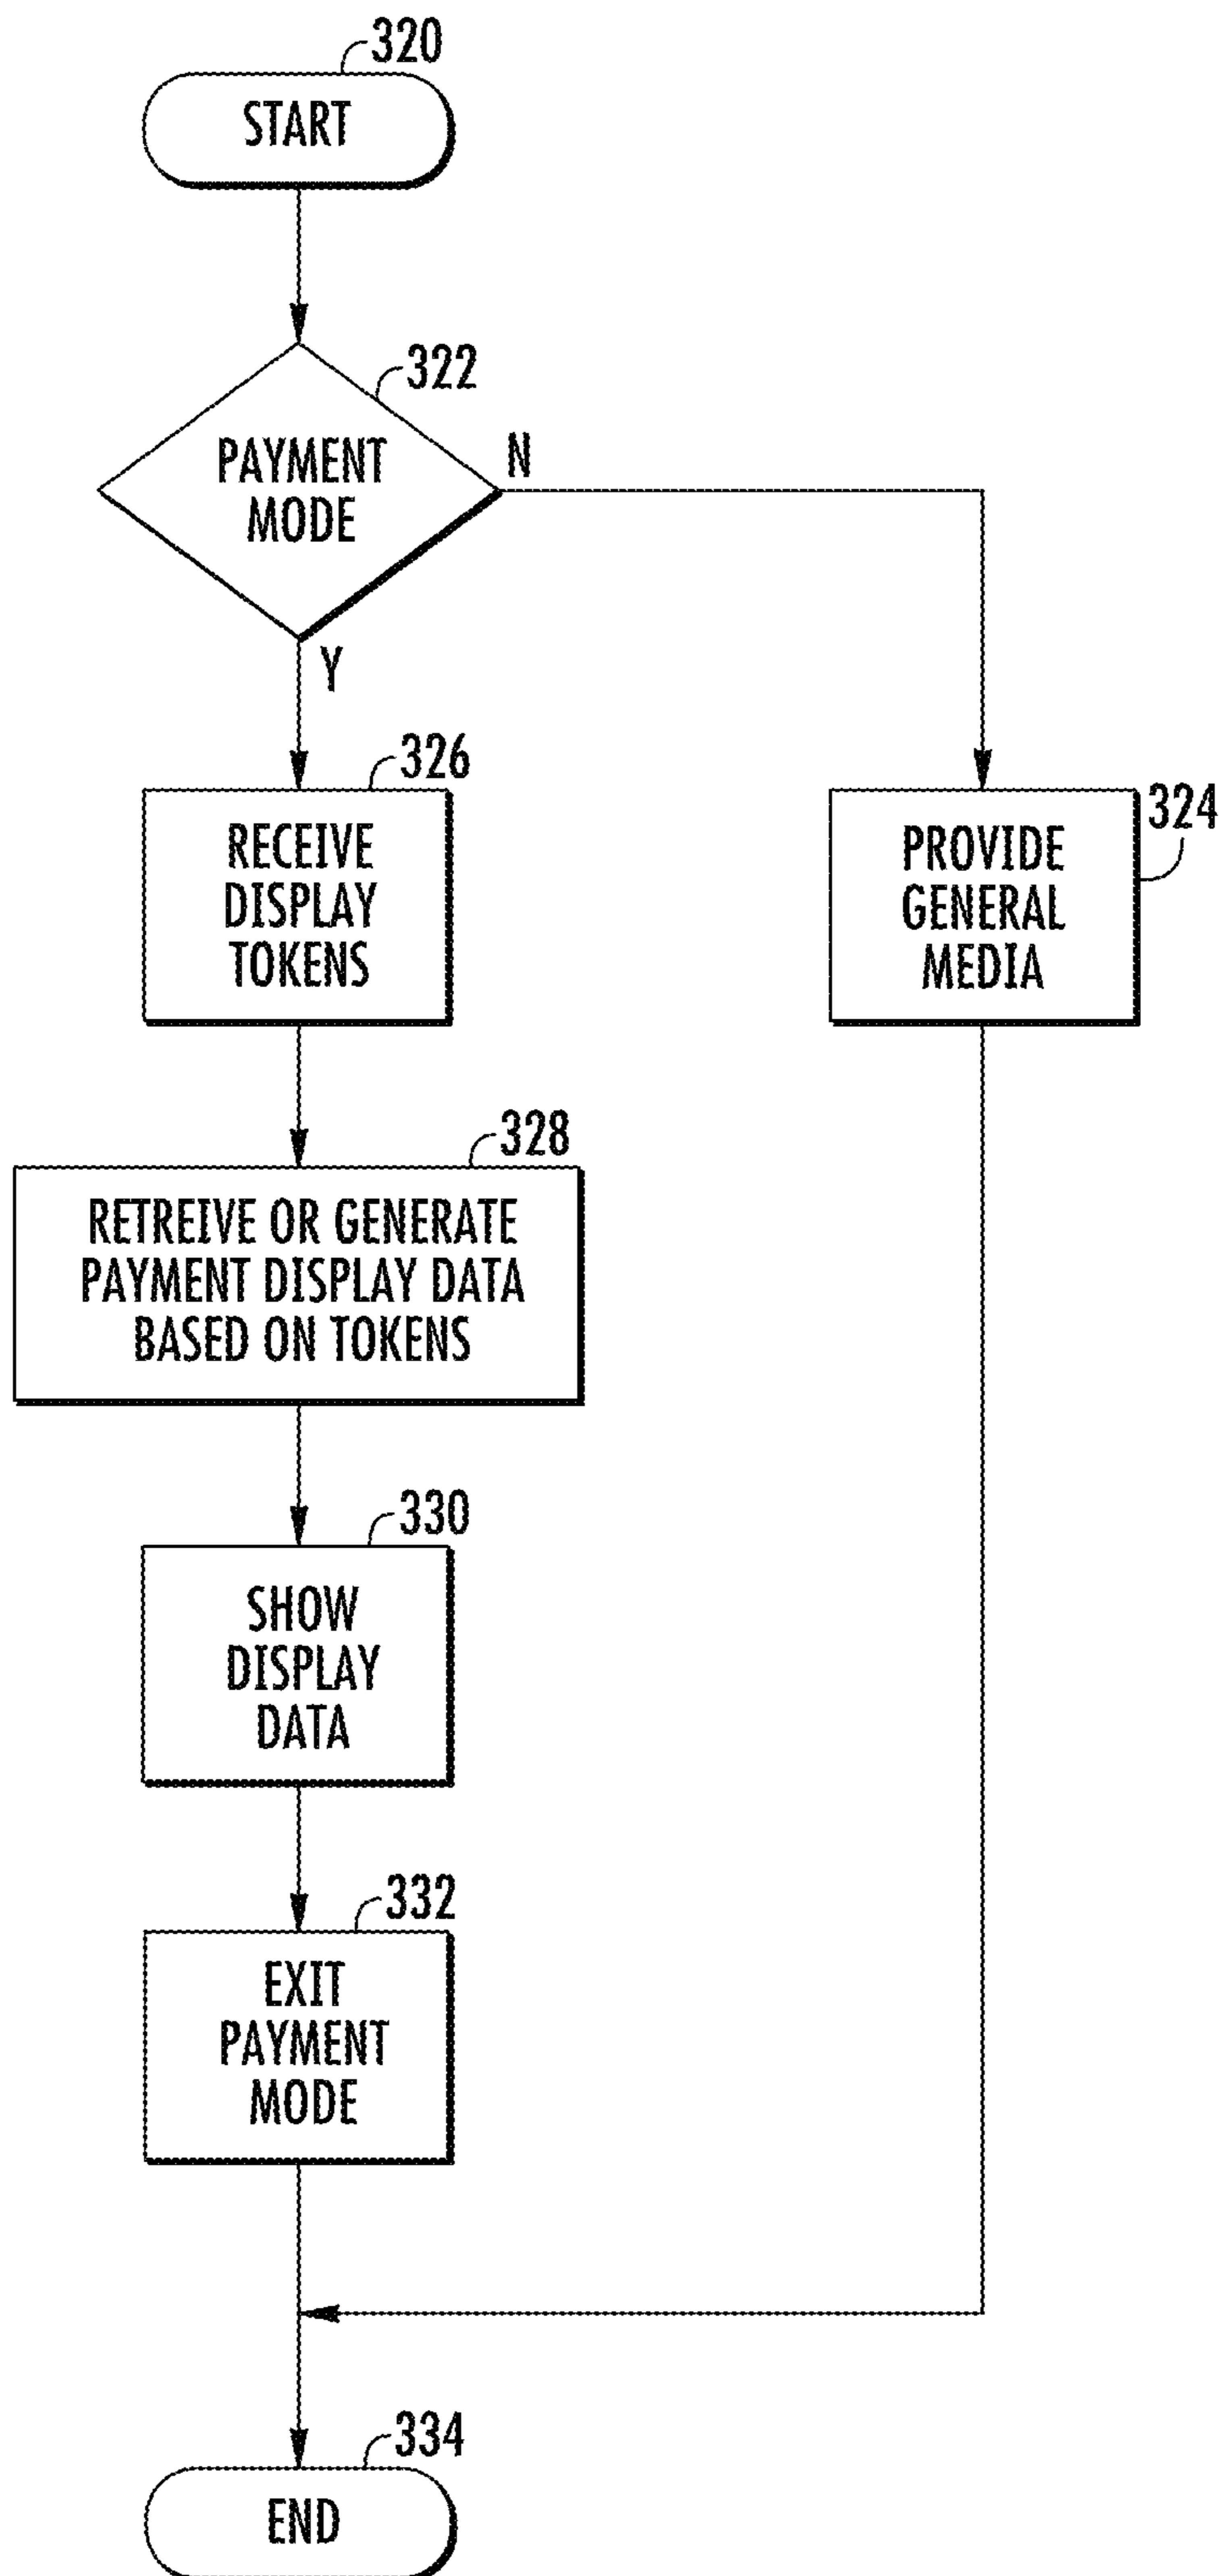 320
START
322
PAYMENT
MODE
N
Y
326
RECEIVE
DISPLAY
TOKENS
324
PROVIDE
GENERAL
MEDIA
328
RETREIVE OR GENERATE
PAYMENT DISPLAY DATA
BASED ON TOKENS
330
SHOW
DISPLAY
DATA
332
EXIT
PAYMENT
MODE
334
END